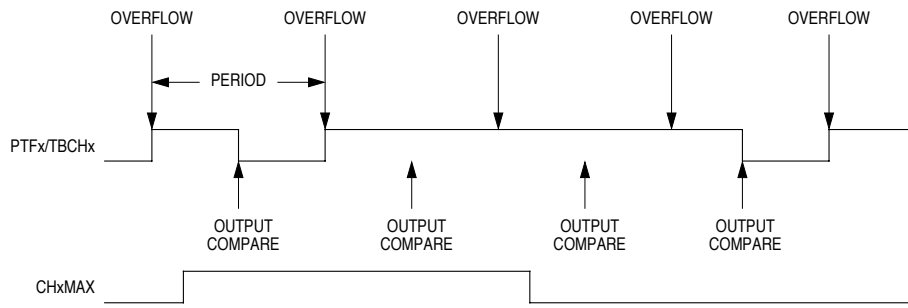 OVERFLOW OVERFLOW OVERFLOW OVERFLOW OVERFLOW
PERIOD
PTFx/TBCHx
OUTPUT COMPARE
OUTPUT COMPARE
OUTPUT COMPARE
OUTPUT COMPARE
CHxMAX